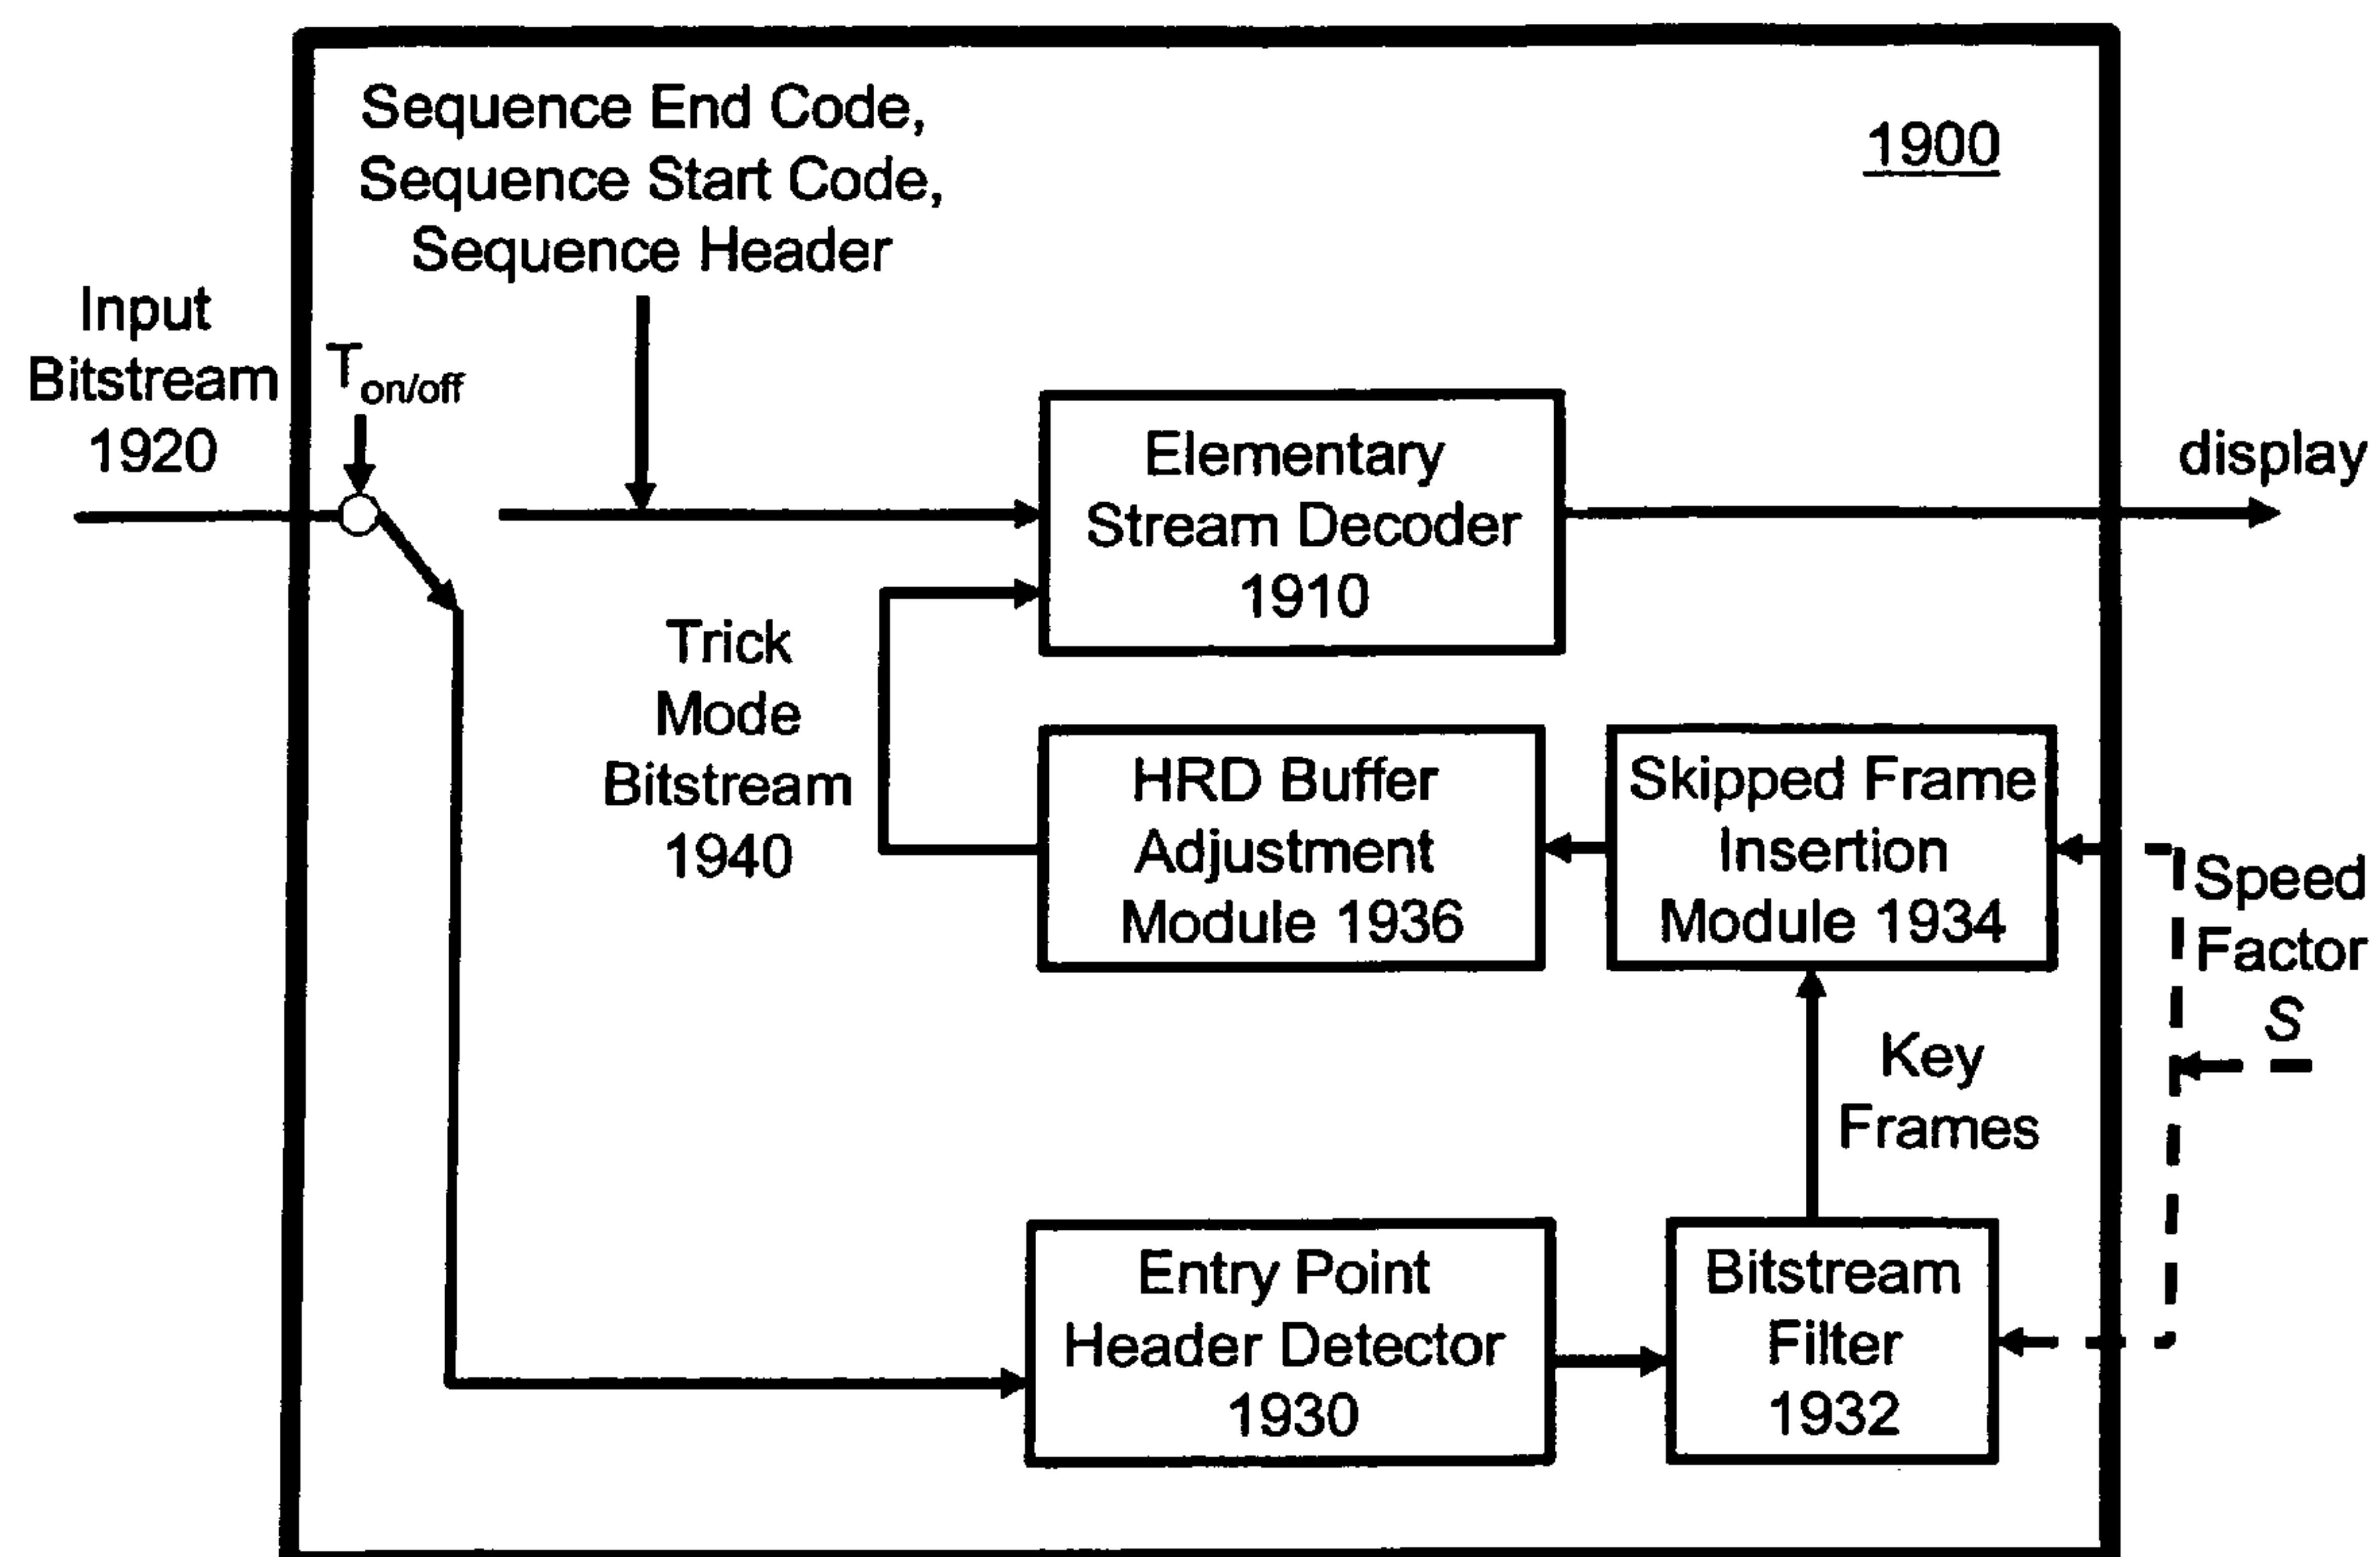 Sequence End Code,
Sequence Start Code,
Sequence Header
1900
Input
Bitstream
1920
Ton/off
Elementary
Stream Decoder
1910
display
Trick
Mode
Bitstream
1940
HRD Buffer
Adjustment
Module 1936
Skipped Frame
Insertion
Module 1934
Speed
Factor
S
Key
Frames
Entry Point
Header Detector
1930
Bitstream
Filter
1932